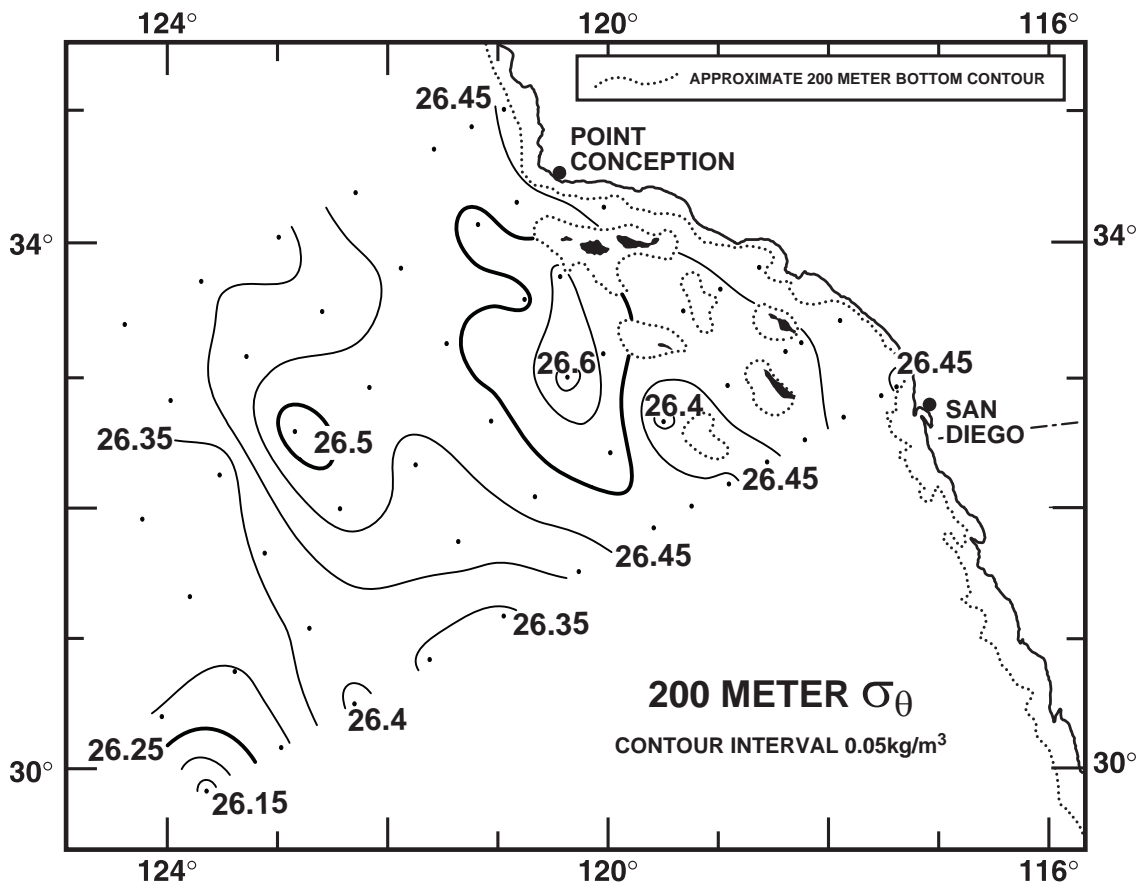 124° 120° 116°
APPROXIMATE 200 METER BOTTOM CONTOUR
26.45
POINT
CONCEPTION
34° 34°
26.6
26.45
26.4
SAN
DIEGO
26.35
26.5
26.45
26.45
26.35
200 METER σθ
26.4
CONTOUR INTERVAL 0.05kg/m³
26.25
30° 30°
26.15
124° 120° 116°